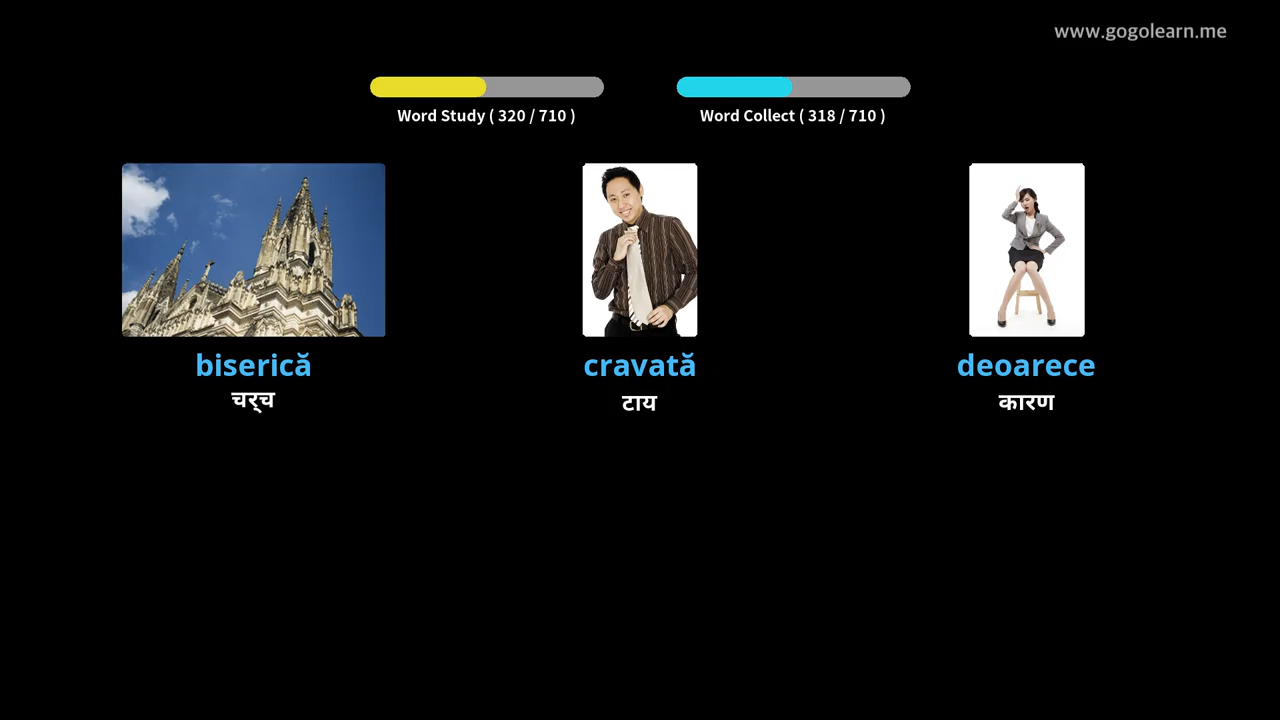 www.gogolearn.me
Word Study ( 320 / 710 )
Word Collect ( 318 / 710 )
biserică
cravată
deoarece
चर्च
टाय
कारण